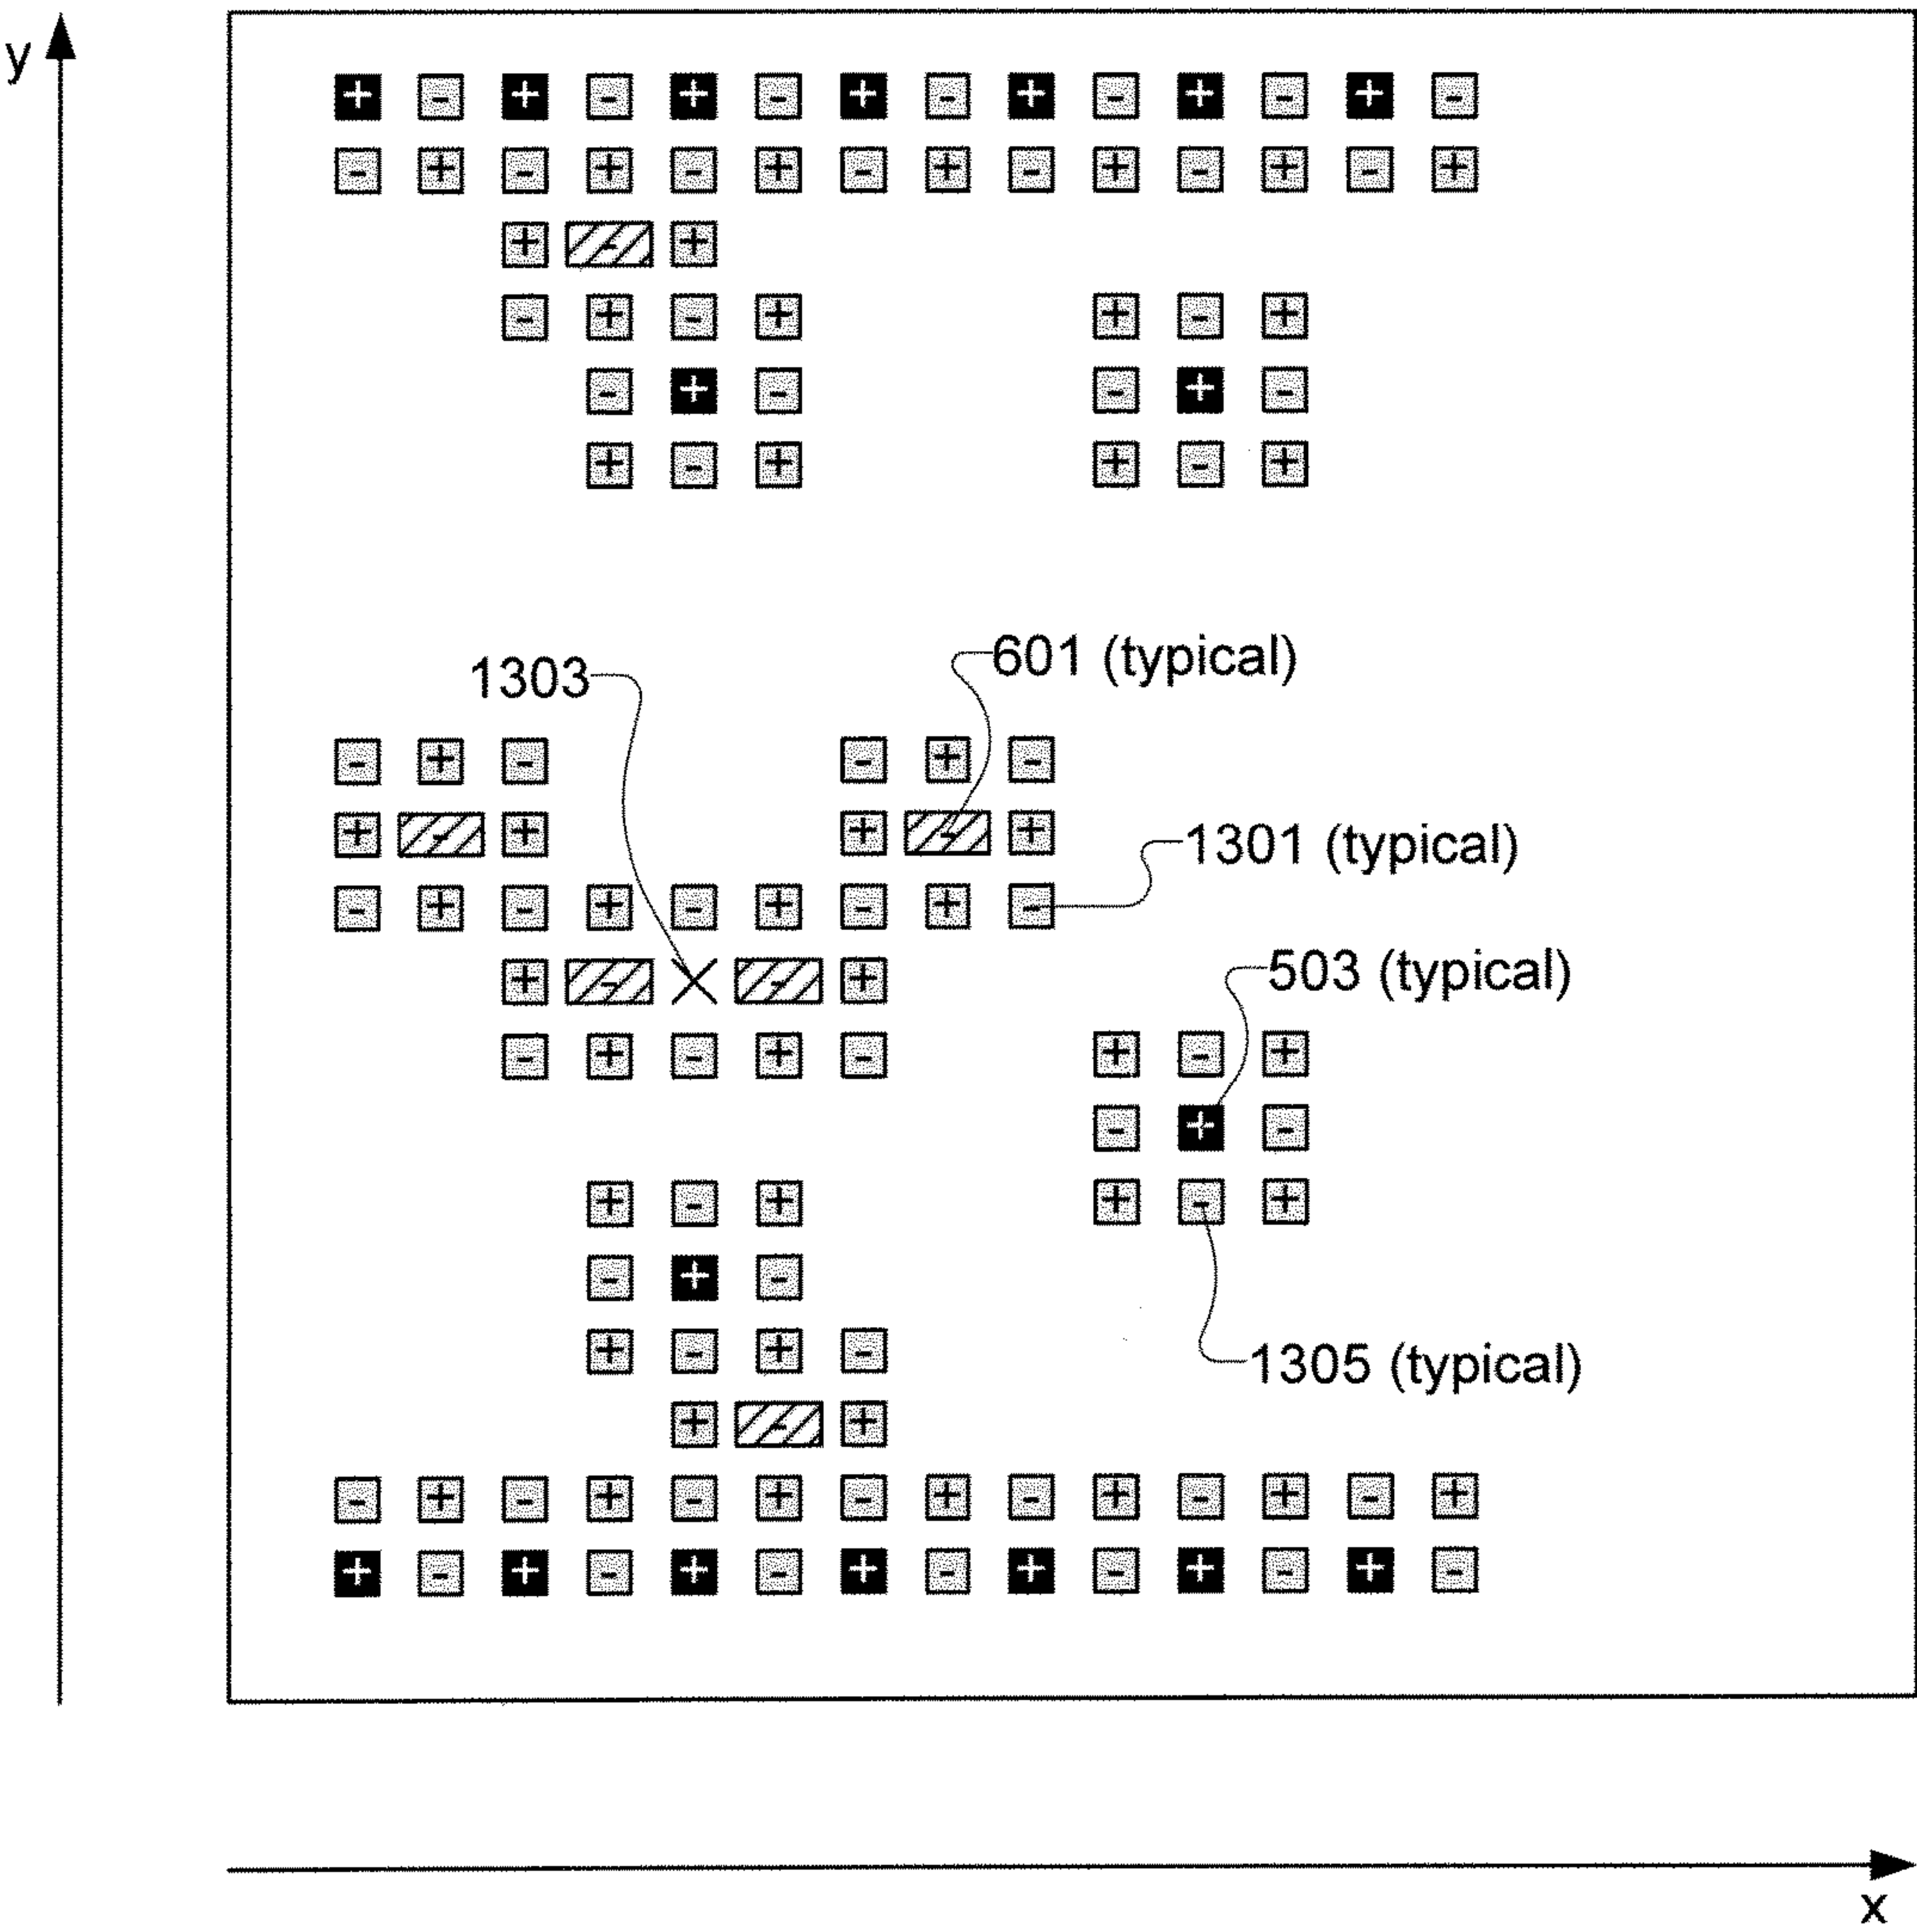 y
+ - + - + - + - + - + - + -
- + - + - + - + - + - + - +
+ - +
- + - + + - +
- + - - + -
+ - + + - +
601 (typical)
1303
- + - - + -
+ - + + - +
1301 (typical)
- + - + - + - + -
503 (typical)
+ - - +
- + - + - + - +
- + -
+ - + + - +
- + -
+ - + -
1305 (typical)
+ - +
- + - + - + - + - + - + - +
+ - + - + - + - + - + - + -
x